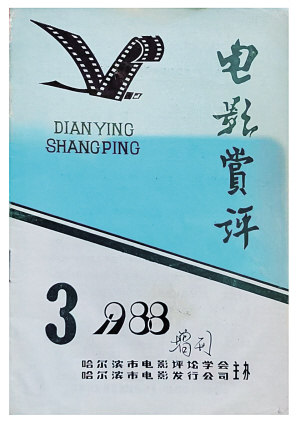 DIANYING
SHANGPING
电影赏评
3 1988
增刊
哈尔滨市电影评论学会
哈尔滨市电影发行公司 主办